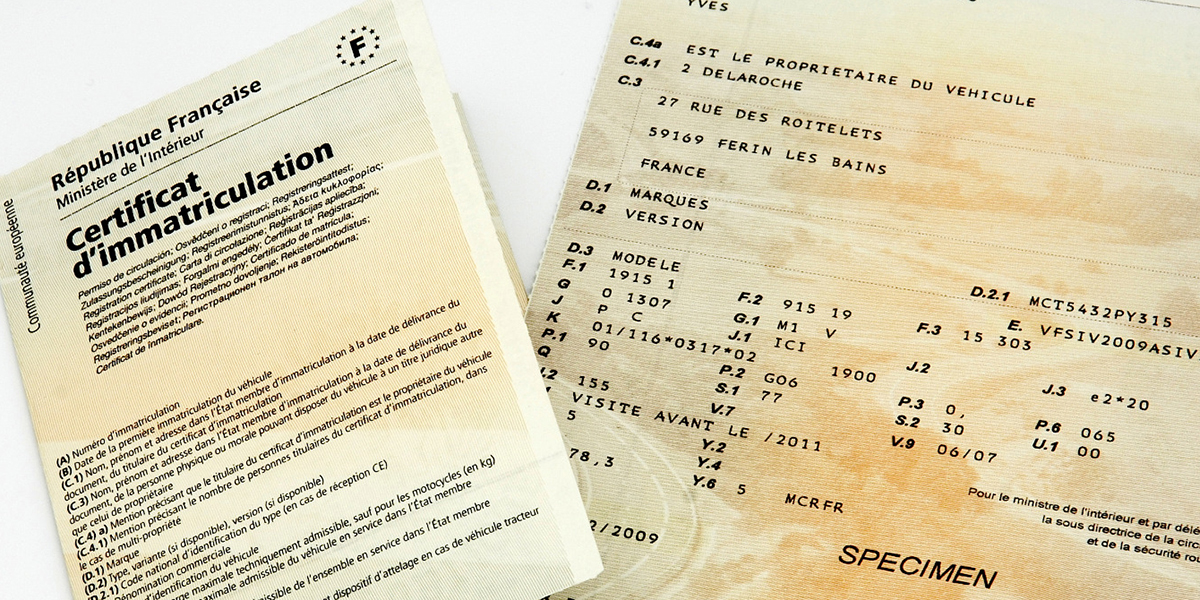 F
République Française
Ministère de l'Intérieur
Certificat
d'immatriculation
Communauté européenne
Permiso de circulación; Osvědčení o registraci; Registreringsattest;
Zulassungsbescheinigung; Registreerimistunnistus; Άδεια κυκλοφορίας;
Registration certificate; Carta di circolazione; Reģistrācijas apliecība;
Registracijos liudijimas; Forgalmi engedély; Ċertifikat ta' Reġistrazzjoni;
Kentekenbewijs; Dowód Rejestracyjny; Certificado de matrícula;
Osvedčenie o evidencii; Prometno dovoljenje; Rekisteröintitodistus;
Registreringsbeviset; Регистрационен талон на автомобила;
Certificat de înmatriculare.
(A) Numéro d'immatriculation
(B) Date de la première immatriculation du véhicule
(C.1) Nom, prénom et adresse dans l'État membre d'immatriculation à la date de délivrance du
document, du titulaire du certificat d'immatriculation
(C.3) Nom, prénom et adresse dans l'État membre d'immatriculation à la date de délivrance du
document, de la personne physique ou morale pouvant disposer du véhicule à un titre juridique autre
que celui de propriétaire
(C.4) a) Mention précisant que le titulaire du certificat d'immatriculation est le propriétaire du véhicule
(C.4.1) Mention précisant le nombre de personnes titulaires du certificat d'immatriculation, dans
le cas de multi-propriété
(D.1) Marque
(D.2) Type, variante (si disponible), version (si disponible)
(D.2.1) Code national d'identification du type (en cas de réception CE)
Dénomination commerciale
d'identification du véhicule
maximale techniquement admissible, sauf pour les motocycles (en kg)
maximale admissible du véhicule en service dans l'État membre
admissible de l'ensemble en service dans l'État membre
et dispositif d'attelage en cas de véhicule tracteur
YVES
C.4a EST LE PROPRIETAIRE DU VEHICULE
C.4.1 2 DELAROCHE
C.3
27 RUE DES ROITELETS
59169 FERIN LES BAINS
FRANCE
D.1 MARQUES
D.2 VERSION
D.2.1 MCT5432PY315
D.3 MODELE
E. VFSIV2009ASIV
F.1 1915 1
F.2 915 19
F.3 15 303
G 0 1307
G.1 M1 V
J P C
J.1 ICI
J.2
J.3 e2*20
K 01/116*0317*02
P.1 90
P.2 GO6 1900
P.3 0,
P.6 065
Q
S.1 77
S.2 30
U.1 00
.2 155
V.7
V.9 06/07
VISITE AVANT LE /2011
5
Y.2
78,3
Y.4
Y.6 5 MCRFR
2/2009
Pour le ministre de l'intérieur et par délé
la sous directrice de la circ
et de la sécurité rou
SPECIMEN